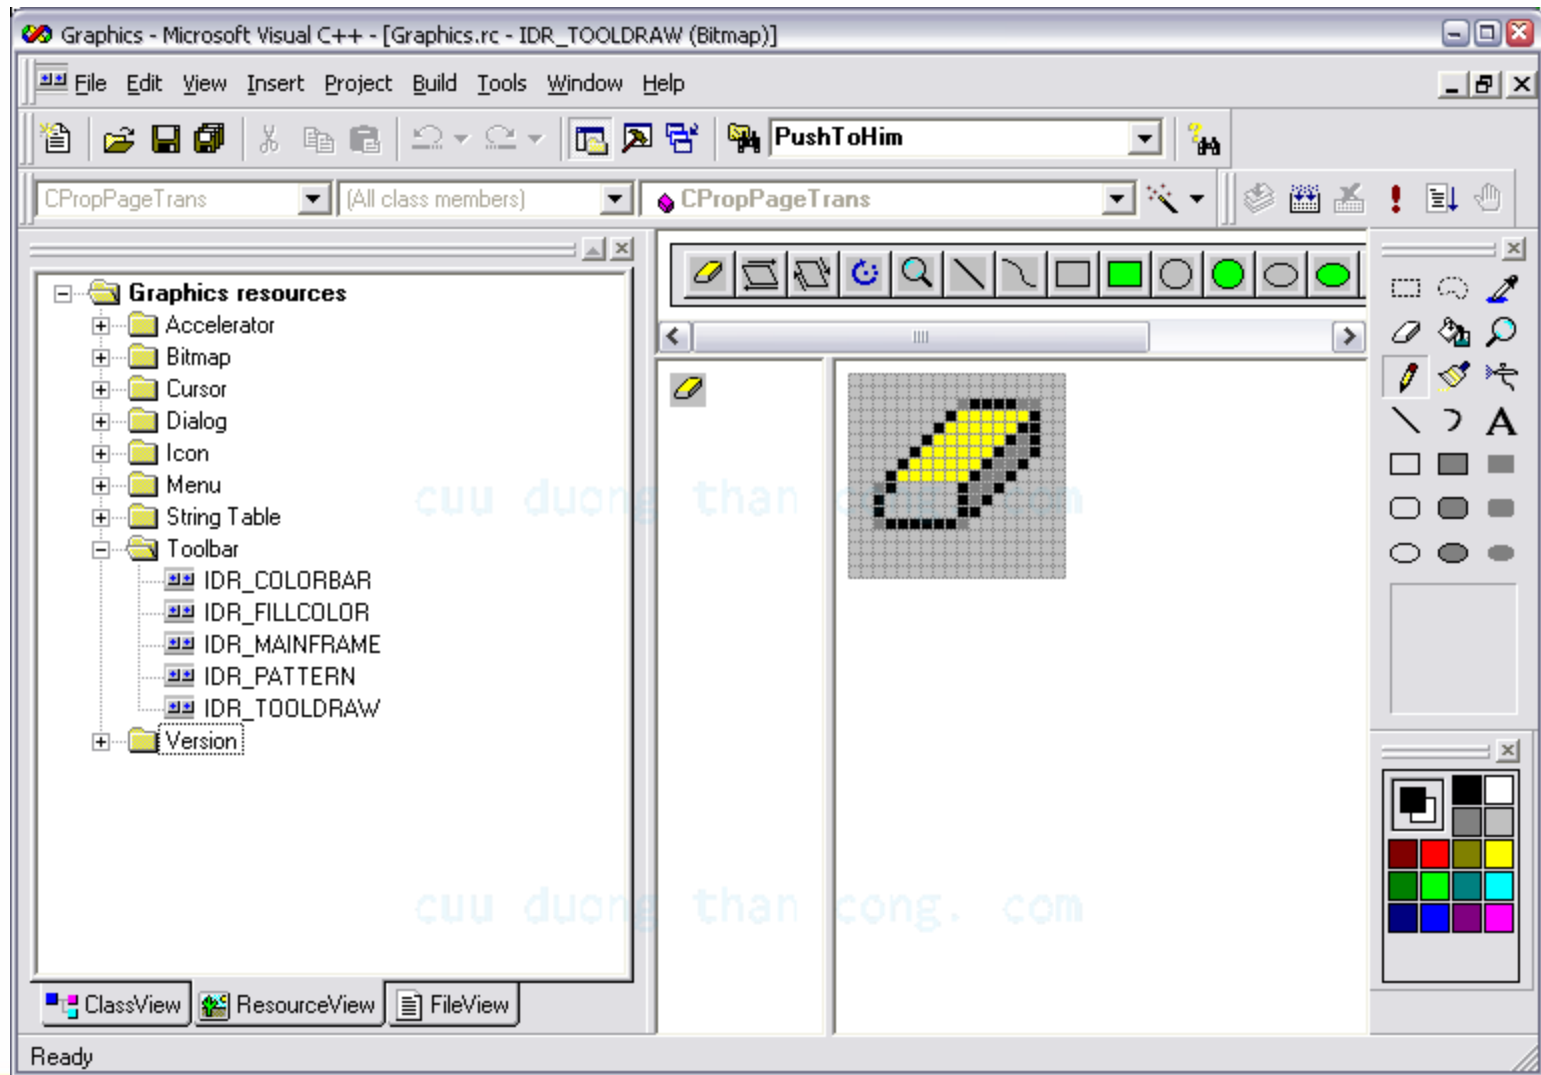 Graphics - Microsoft Visual C++ - [Graphics.rc - IDR_TOOLDRAW (Bitmap)]
File Edit View Insert Project Build Tools Window Help
PushToHim
CPropPageTrans (All class members) CPropPageTrans
Graphics resources
Accelerator
Bitmap
Cursor
Dialog
Icon
Menu
String Table
Toolbar
IDR_COLORBAR
IDR_FILLCOLOR
IDR_MAINFRAME
IDR_PATTERN
IDR_TOOLDRAW
Version
A
cuu duong than cong. com
cuu duong than cong. com
ClassView ResourceView FileView
Ready